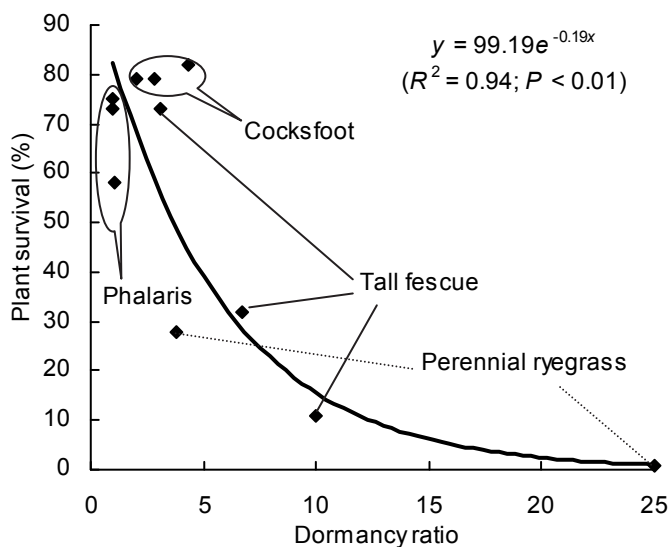 y = 99.19e^-0.19x
(R² = 0.94; P < 0.01)
Plant survival (%)
90
80
70
60
50
40
30
20
10
0
Cocksfoot
Phalaris
Tall fescue
Perennial ryegrass
0 5 10 15 20 25
Dormancy ratio